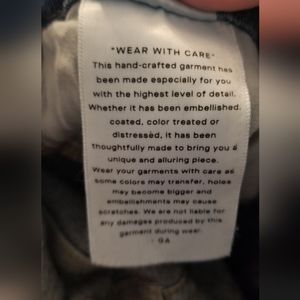 "WEAR WITH CARE"
This hand-crafted garment has
been made especially for you
with the highest level of detail.
Whether it has been embellished,
coated, color treated or
distressed, it has been
thoughtfully made to bring you a
unique and alluring piece.
Wear your garments with care as
some colors may transfer, holes
may become bigger and
embellishments may cause
scratches. We are not liable for
any damages produced by this
garment during wear.
- GA